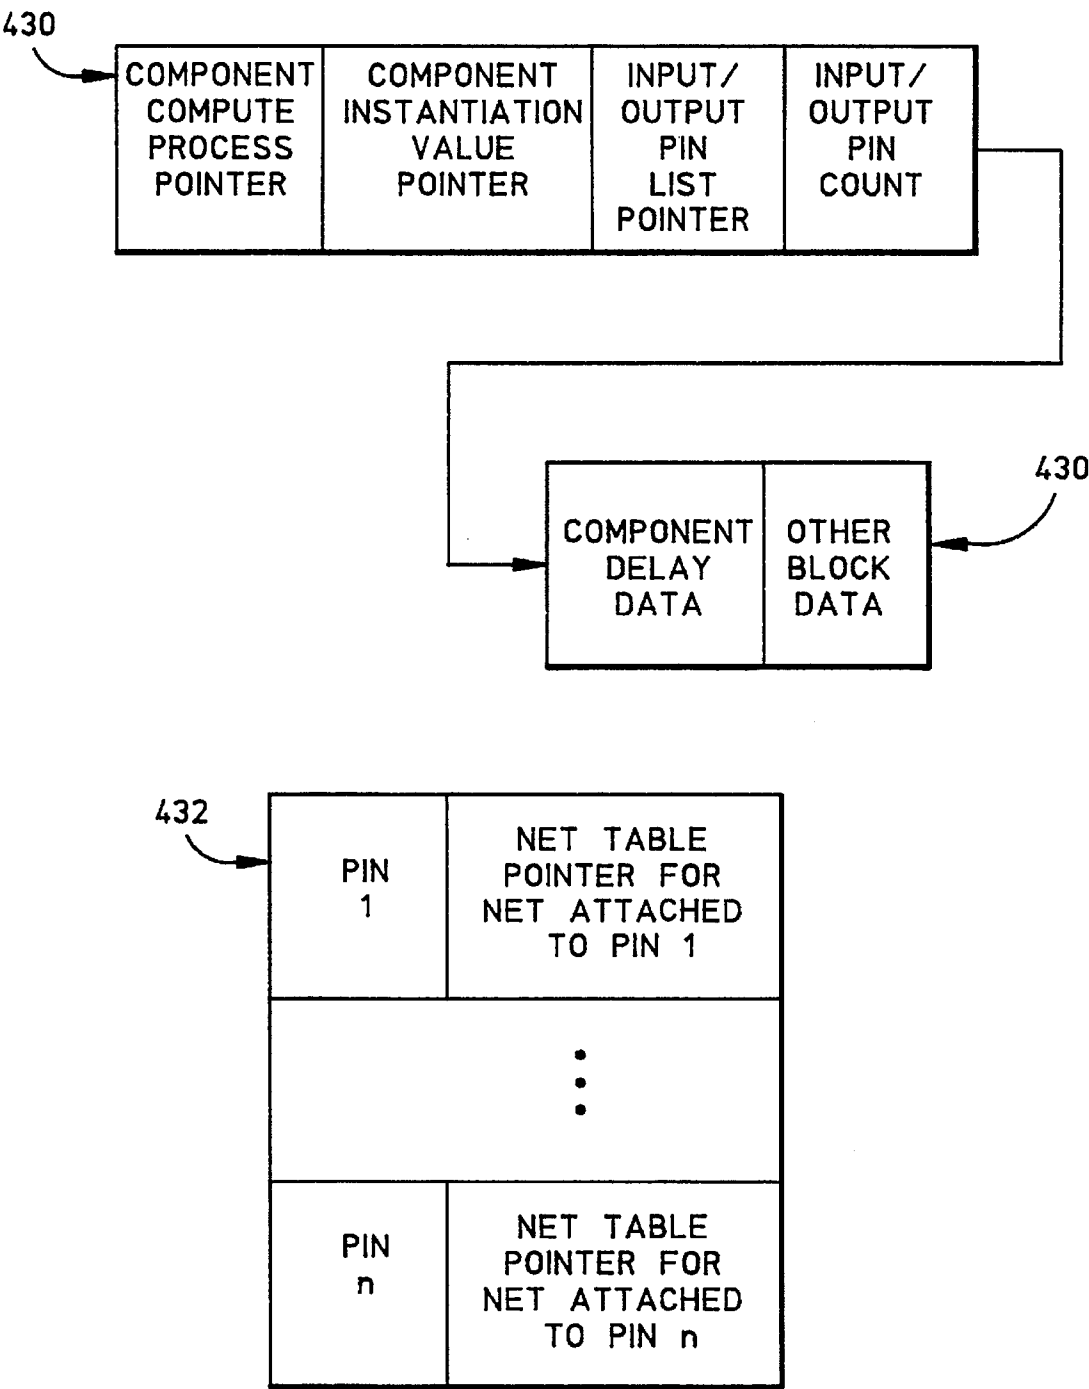 430
COMPONENT
COMPUTE
PROCESS
POINTER
COMPONENT
INSTANTIATION
VALUE
POINTER
INPUT/
OUTPUT
PIN
LIST
POINTER
INPUT/
OUTPUT
PIN
COUNT
430
COMPONENT
DELAY
DATA
OTHER
BLOCK
DATA
432
PIN
1
NET TABLE
POINTER FOR
NET ATTACHED
TO PIN 1
PIN
n
NET TABLE
POINTER FOR
NET ATTACHED
TO PIN n